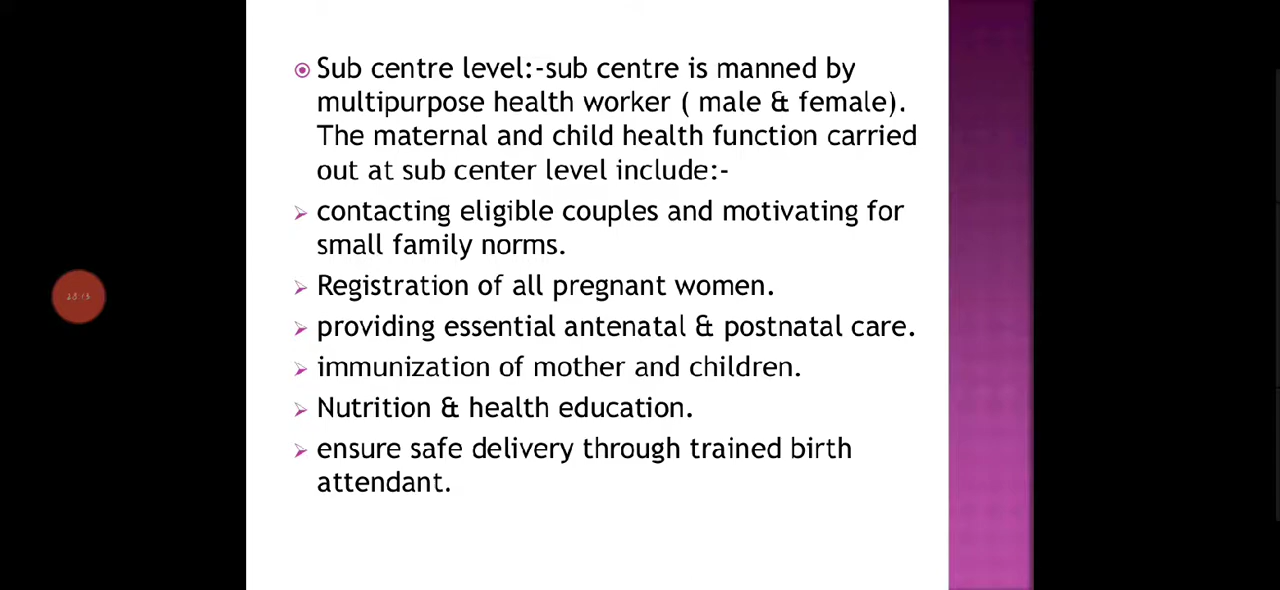 Sub centre level:-sub centre is manned by
multipurpose health worker ( male & female).
The maternal and child health function carried
out at sub center level include:-
contacting eligible couples and motivating for
small family norms.
Registration of all pregnant women.
providing essential antenatal & postnatal care.
immunization of mother and children.
Nutrition & health education.
ensure safe delivery through trained birth
attendant.